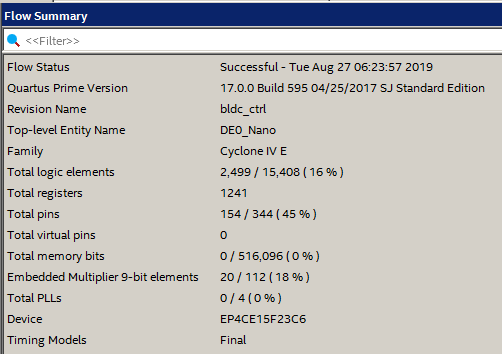 Flow Summary
<<Filter>>
Flow Status Successful - Tue Aug 27 06:23:57 2019
Quartus Prime Version 17.0.0 Build 595 04/25/2017 SJ Standard Edition
Revision Name bldc_ctrl
Top-level Entity Name DE0_Nano
Family Cyclone IV E
Total logic elements 2,499 / 15,408 ( 16 % )
Total registers 1241
Total pins 154 / 344 ( 45 % )
Total virtual pins 0
Total memory bits 0 / 516,096 ( 0 % )
Embedded Multiplier 9-bit elements 20 / 112 ( 18 % )
Total PLLs 0 / 4 ( 0 % )
Device EP4CE15F23C6
Timing Models Final